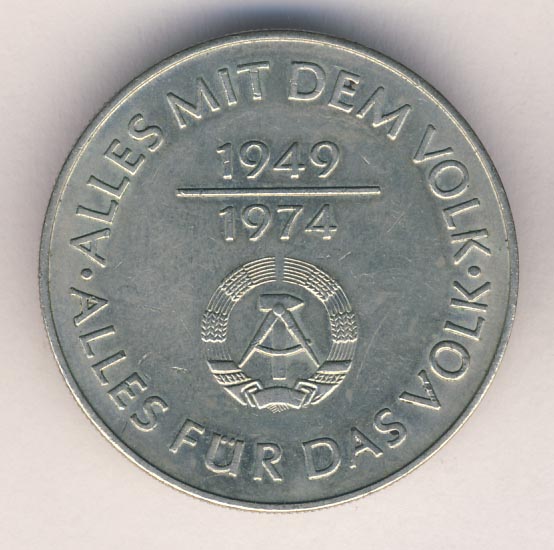 ALLES MIT DEM VOLK
1949
1974
ALLES FÜR DAS VOLK